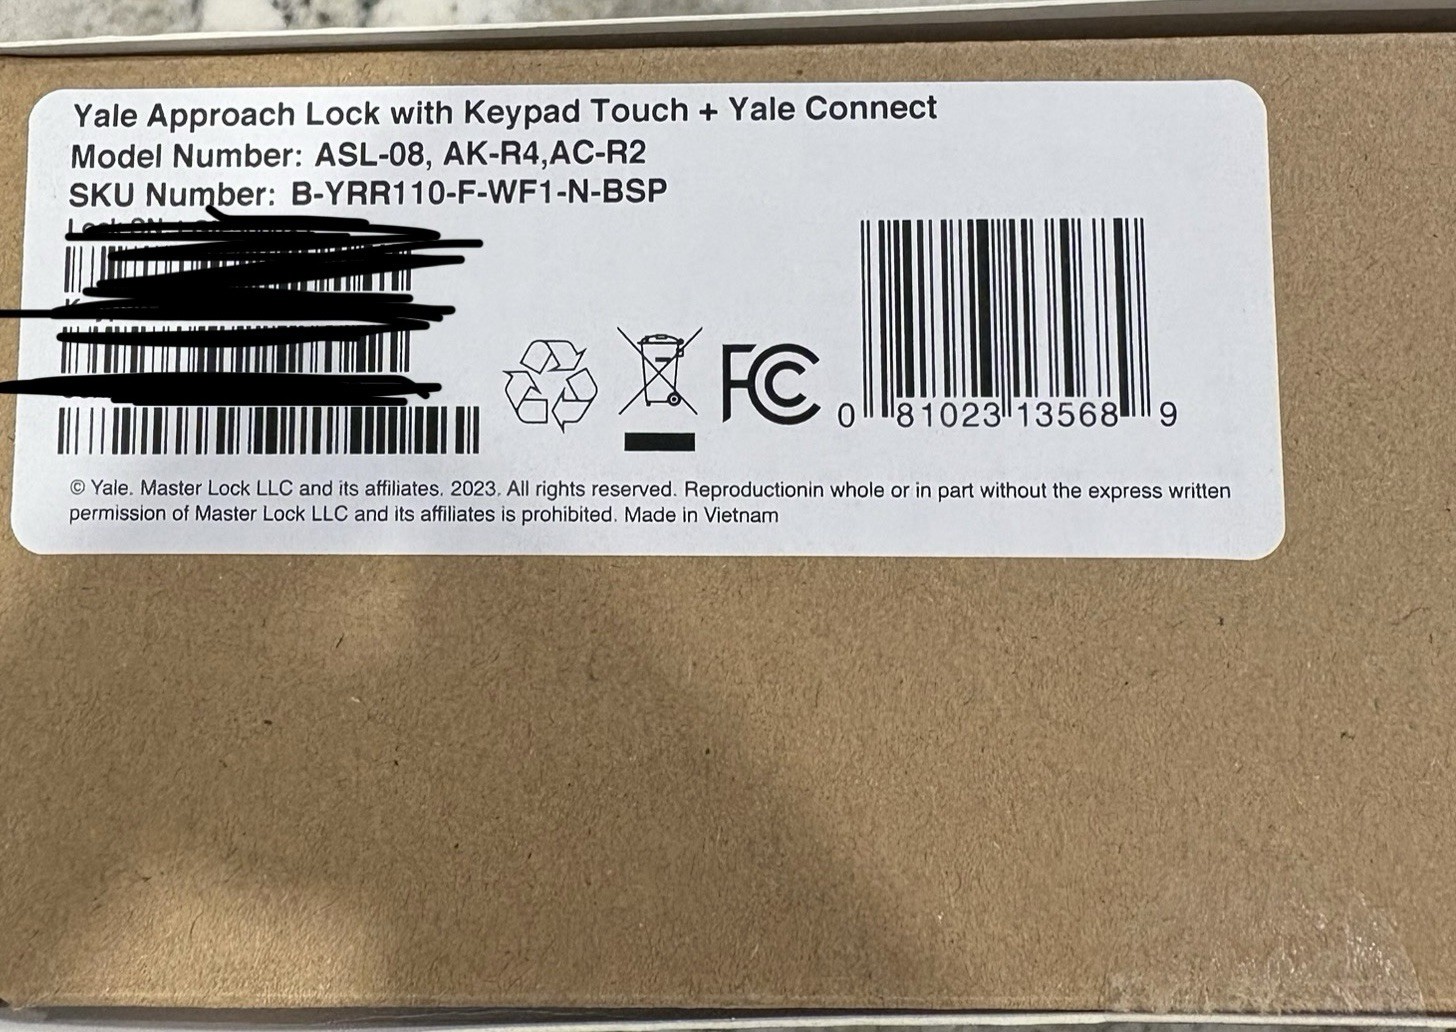 Yale Approach Lock with Keypad Touch + Yale Connect
Model Number: ASL-08, AK-R4,AC-R2
SKU Number: B-YRR110-F-WF1-N-BSP
FC
0 81023 13568 9
© Yale. Master Lock LLC and its affiliates. 2023. All rights reserved. Reproductionin whole or in part without the express written
permission of Master Lock LLC and its affiliates is prohibited. Made in Vietnam